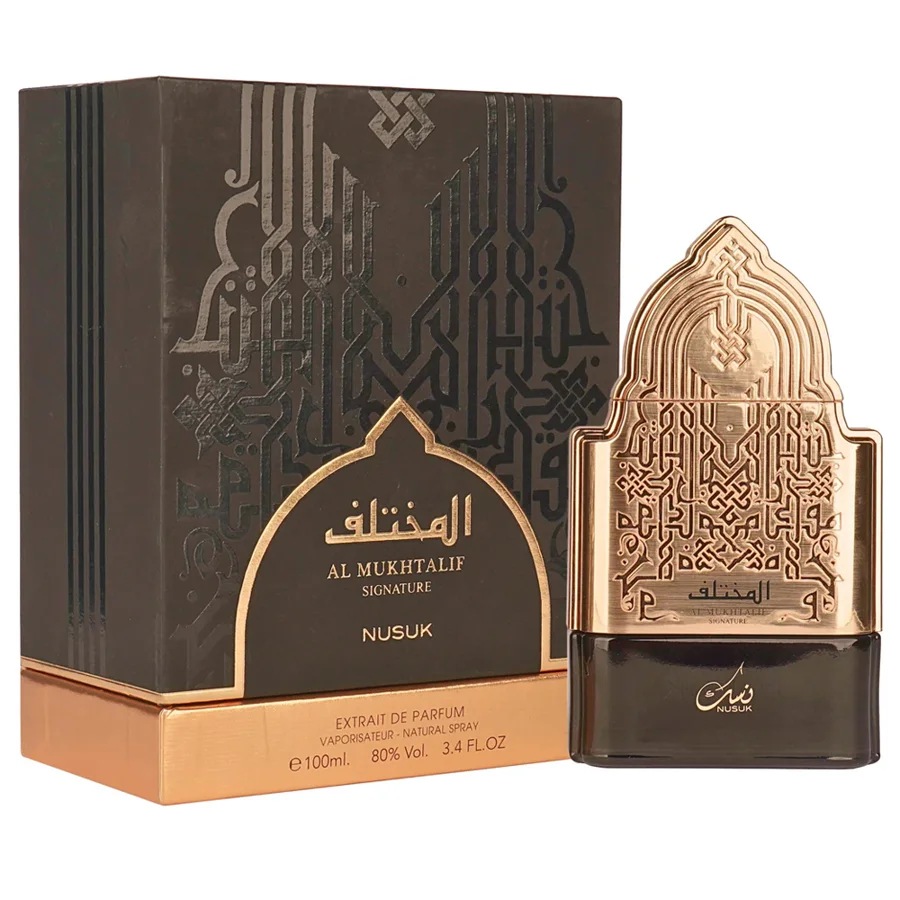 المختلف
AL MUKHTALIF
SIGNATURE
NUSUK
EXTRAIT DE PARFUM
VAPORISATEUR - NATURAL SPRAY
℮100ml. 80% Vol. 3.4 FL.OZ
المختلف
AL MUKHTALIF
SIGNATURE
نسك
NUSUK